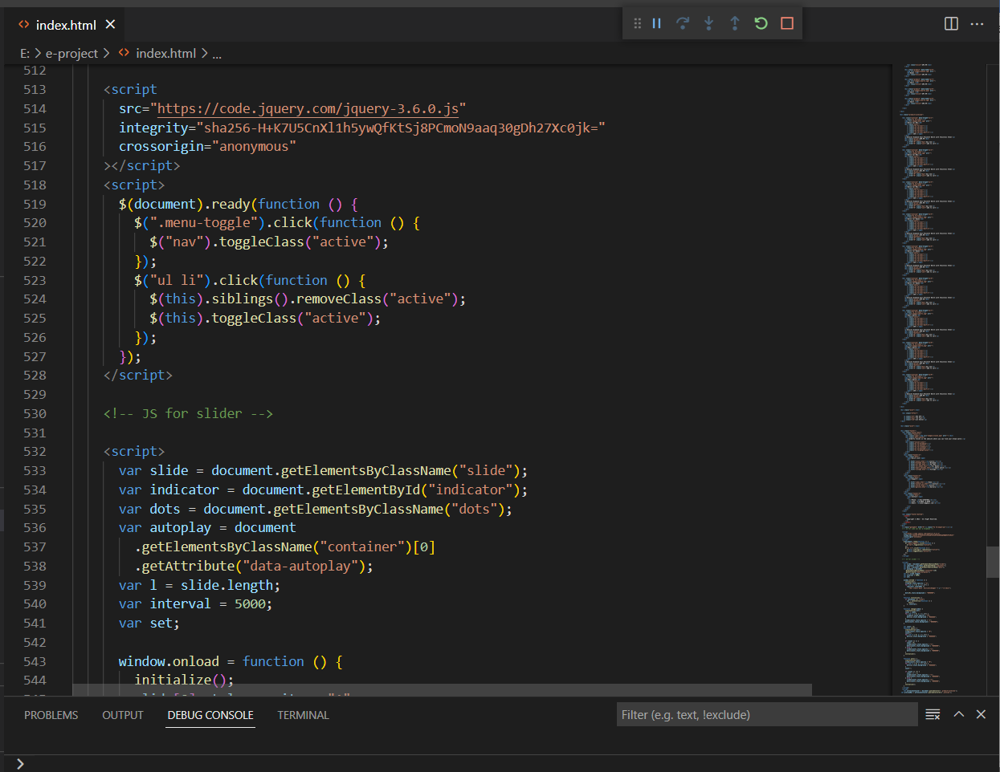 index.html
E: > e-project > index.html > ...
512
513 <script
514 src="https://code.jquery.com/jquery-3.6.0.js"
515 integrity="sha256-H+K7U5CnXl1h5ywQfKtSj8PCmoN9aaq30gDh27Xc0jk="
516 crossorigin="anonymous"
517 ></script>
518 <script>
519 $(document).ready(function () {
520 $(".menu-toggle").click(function () {
521 $("nav").toggleClass("active");
522 });
523 $("ul li").click(function () {
524 $(this).siblings().removeClass("active");
525 $(this).toggleClass("active");
526 });
527 });
528 </script>
529
530 <!-- JS for slider -->
531
532 <script>
533 var slide = document.getElementsByClassName("slide");
534 var indicator = document.getElementById("indicator");
535 var dots = document.getElementsByClassName("dots");
536 var autoplay = document
537 .getElementsByClassName("container")[0]
538 .getAttribute("data-autoplay");
539 var l = slide.length;
540 var interval = 5000;
541 var set;
542
543 window.onload = function () {
544 initialize();
PROBLEMS OUTPUT DEBUG CONSOLE TERMINAL Filter (e.g. text, !exclude)